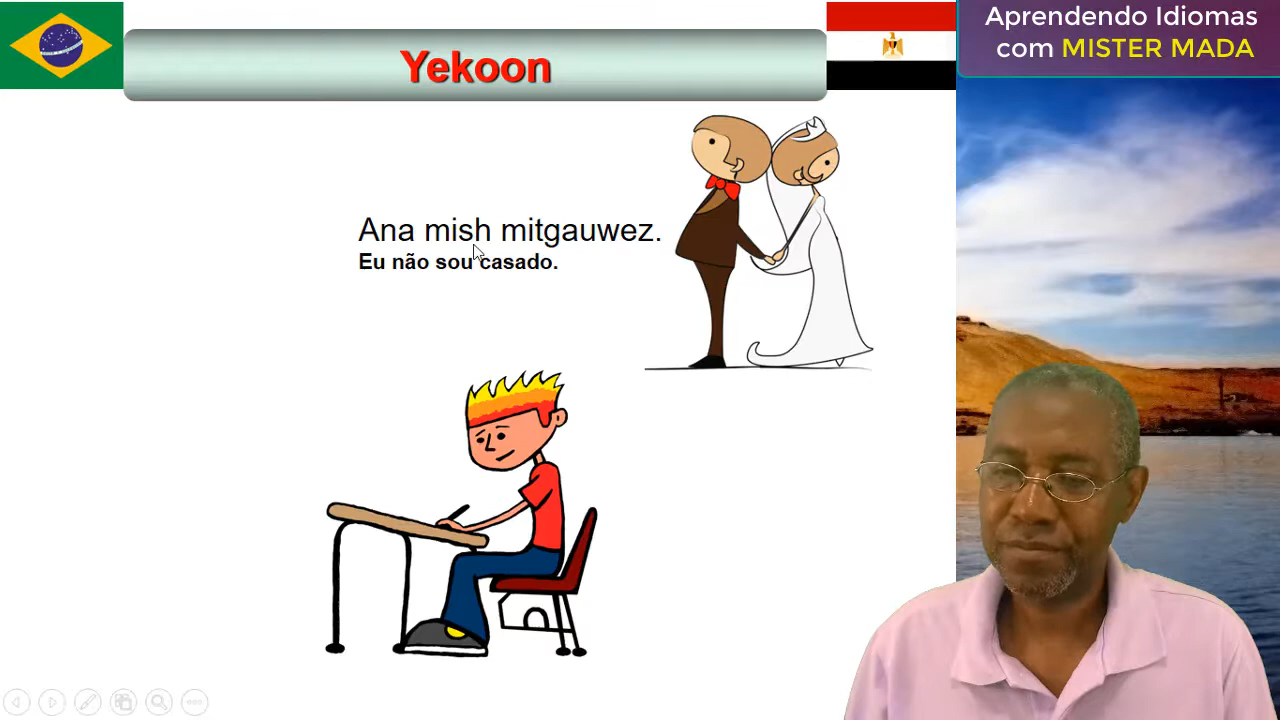 Aprendendo Idiomas
com MISTER MADA
Yekoon
Ana mish mitgauwez.
Eu não sou casado.